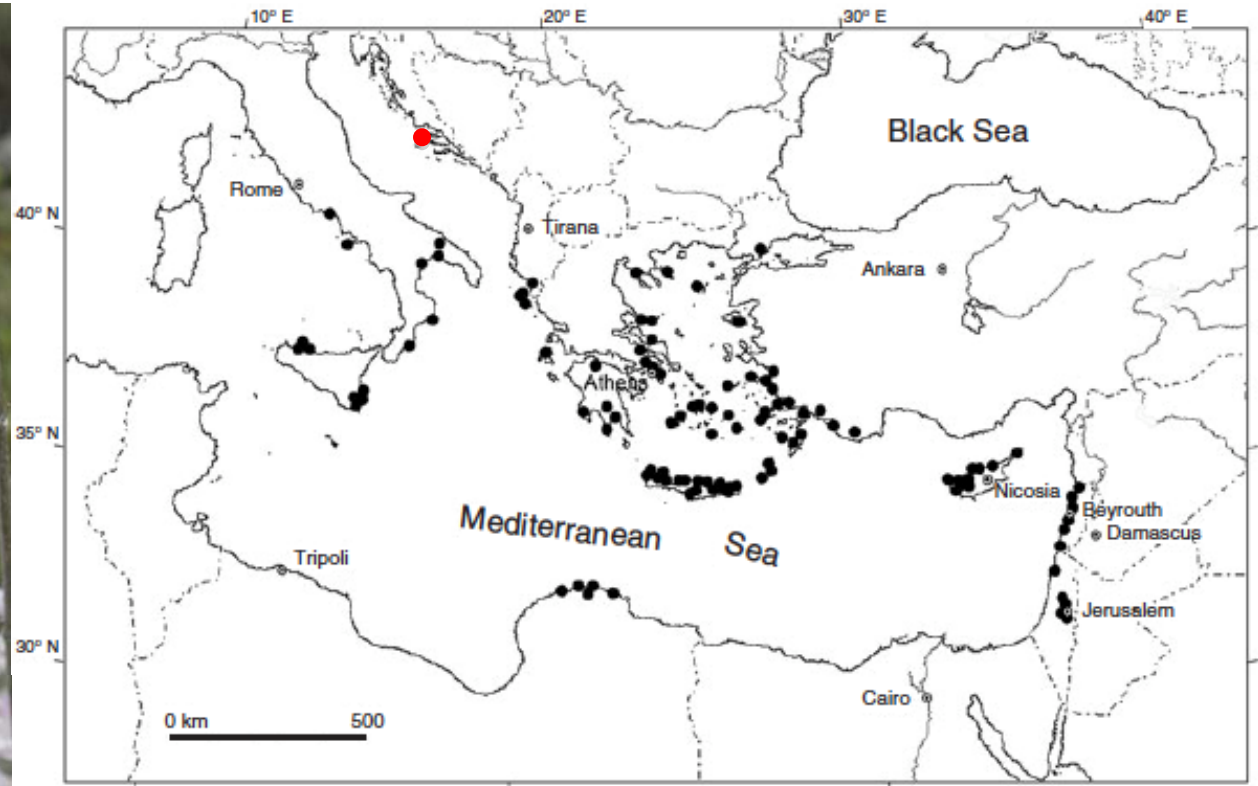 10° E 20° E 30° E 40° E
Black Sea
Rome
40° N
Tirana
Ankara
Athens
35° N
Nicosia
Beyrouth
Mediterranean Sea
Damascus
Tripoli
Jerusalem
30° N
Cairo
0 km 500